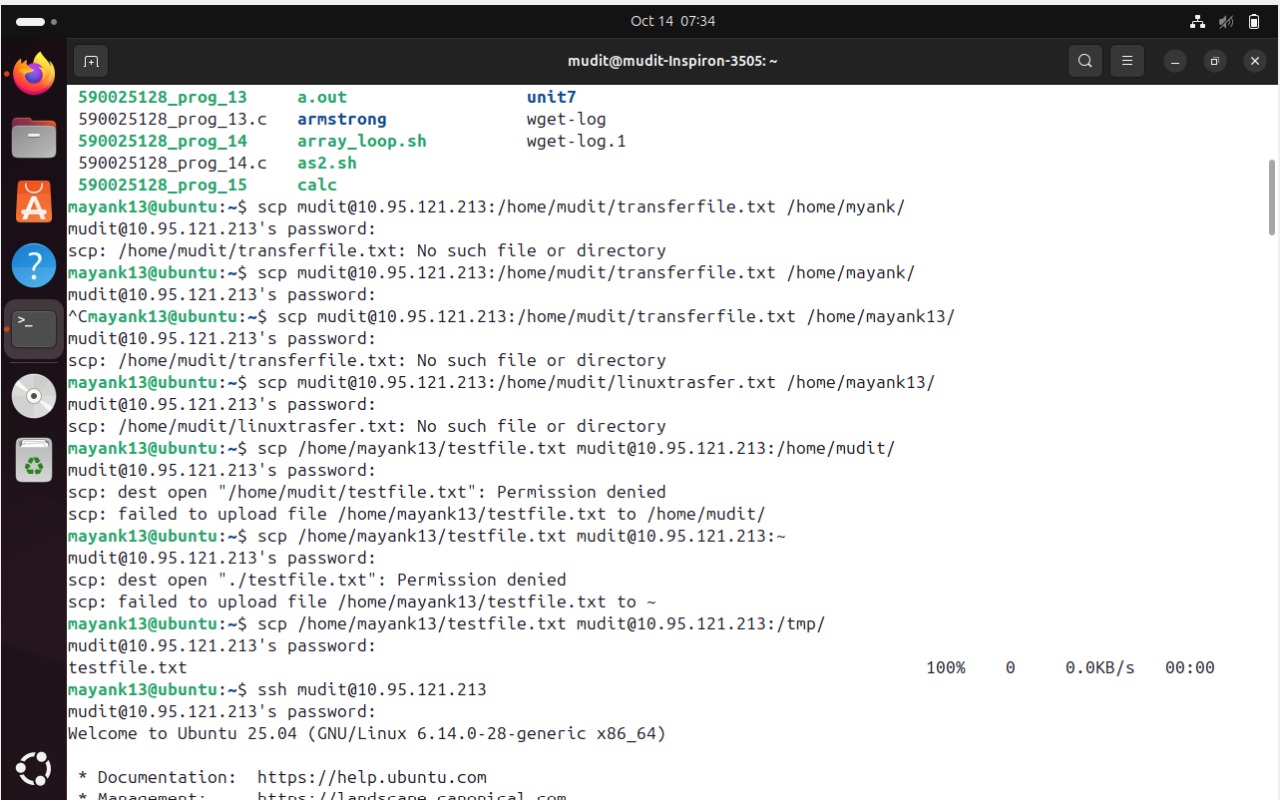 Oct 14 07:34
mudit@mudit-Inspiron-3505: ~
590025128_prog_13 a.out unit7
590025128_prog_13.c armstrong wget-log
590025128_prog_14 array_loop.sh wget-log.1
590025128_prog_14.c as2.sh
590025128_prog_15 calc
mayank13@ubuntu:~$ scp mudit@10.95.121.213:/home/mudit/transferfile.txt /home/myank/
mudit@10.95.121.213's password:
scp: /home/mudit/transferfile.txt: No such file or directory
mayank13@ubuntu:~$ scp mudit@10.95.121.213:/home/mudit/transferfile.txt /home/mayank/
mudit@10.95.121.213's password:
^Cmayank13@ubuntu:~$ scp mudit@10.95.121.213:/home/mudit/transferfile.txt /home/mayank13/
mudit@10.95.121.213's password:
scp: /home/mudit/transferfile.txt: No such file or directory
mayank13@ubuntu:~$ scp mudit@10.95.121.213:/home/mudit/linuxtrasfer.txt /home/mayank13/
mudit@10.95.121.213's password:
scp: /home/mudit/linuxtrasfer.txt: No such file or directory
mayank13@ubuntu:~$ scp /home/mayank13/testfile.txt mudit@10.95.121.213:/home/mudit/
mudit@10.95.121.213's password:
scp: dest open "/home/mudit/testfile.txt": Permission denied
scp: failed to upload file /home/mayank13/testfile.txt to /home/mudit/
mayank13@ubuntu:~$ scp /home/mayank13/testfile.txt mudit@10.95.121.213:~
mudit@10.95.121.213's password:
scp: dest open "./testfile.txt": Permission denied
scp: failed to upload file /home/mayank13/testfile.txt to ~
mayank13@ubuntu:~$ scp /home/mayank13/testfile.txt mudit@10.95.121.213:/tmp/
mudit@10.95.121.213's password:
testfile.txt 100% 0 0.0KB/s 00:00
mayank13@ubuntu:~$ ssh mudit@10.95.121.213
mudit@10.95.121.213's password:
Welcome to Ubuntu 25.04 (GNU/Linux 6.14.0-28-generic x86_64)
* Documentation: https://help.ubuntu.com
* Management: https://landscape.canonical.com